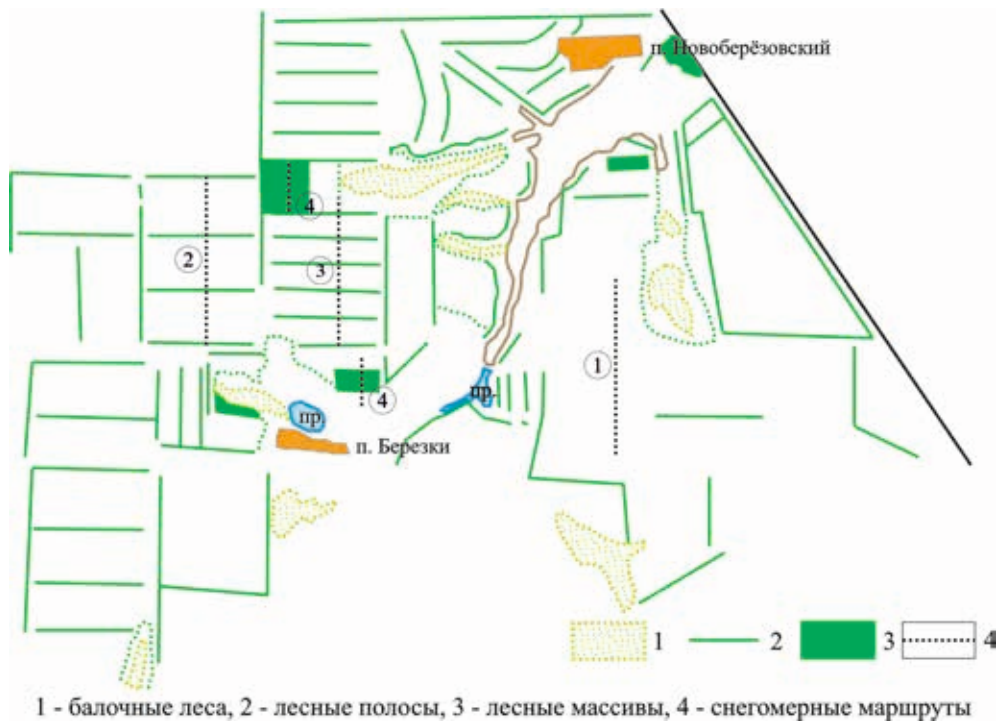 п. Новоберёзовский
4
2
3
1
4
пр.
пр.
п. Березки
1
2
3
4
1 - балочные леса, 2 - лесные полосы, 3 - лесные массивы, 4 - снегомерные маршруты